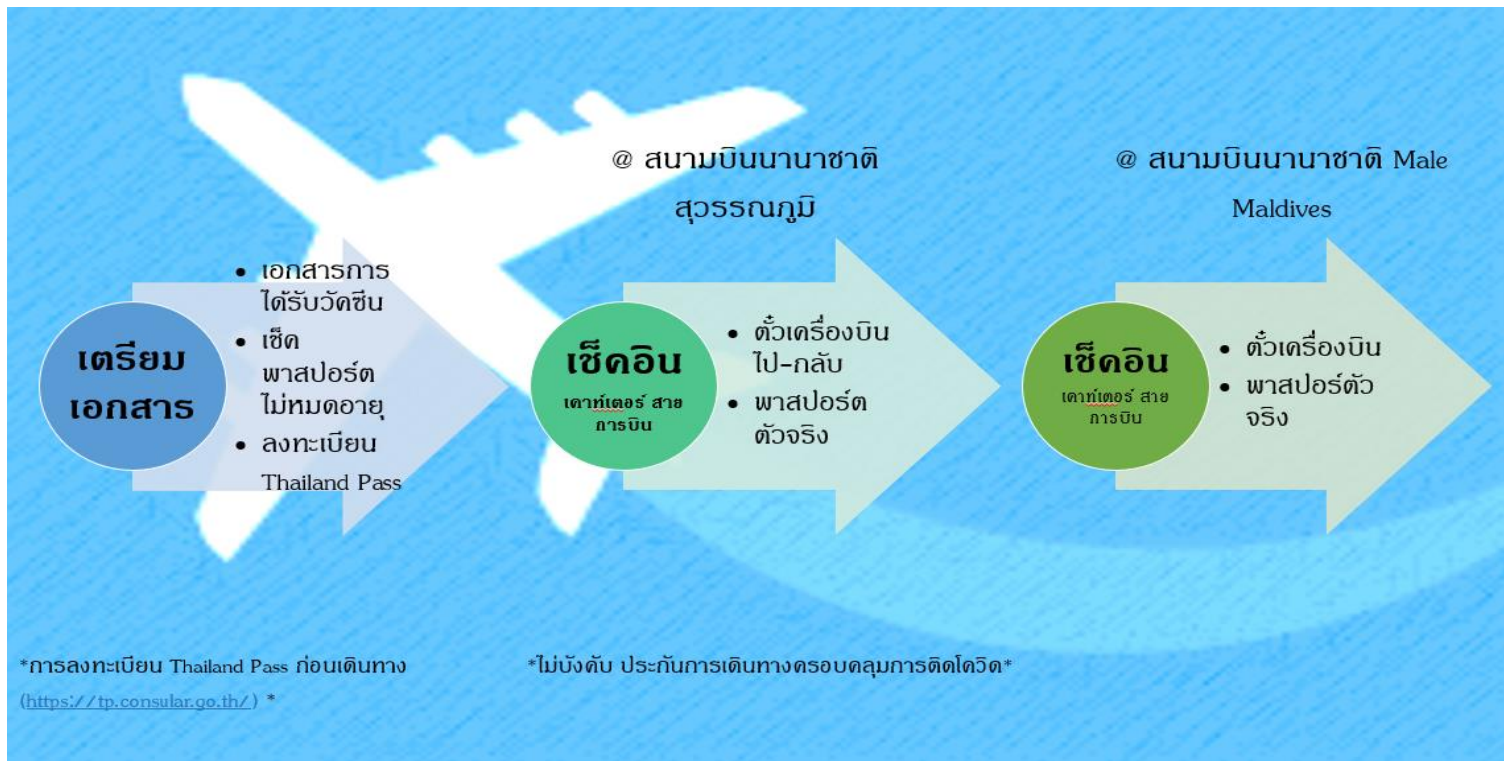 เตรียม
เอกสาร
• เอกสารการ
ได้รับวัคซีน
• เช็ค
พาสปอร์ต
ไม่หมดอายุ
• ลงทะเบียน
Thailand Pass
@ สนามบินนานาชาติ
สุวรรณภูมิ
เช็คอิน
เคาท์เตอร์ สาย
การบิน
• ตั๋วเครื่องบิน
ไป-กลับ
• พาสปอร์ต
ตัวจริง
@ สนามบินนานาชาติ Male
Maldives
เช็คอิน
เคาท์เตอร์ สาย
การบิน
• ตั๋วเครื่องบิน
• พาสปอร์ตัว
จริง
*การลงทะเบียน Thailand Pass ก่อนเดินทาง
(https://tp.consular.go.th/) *
*ไม่บังคับ ประกันการเดินทางครอบคลุมการติดโควิด*